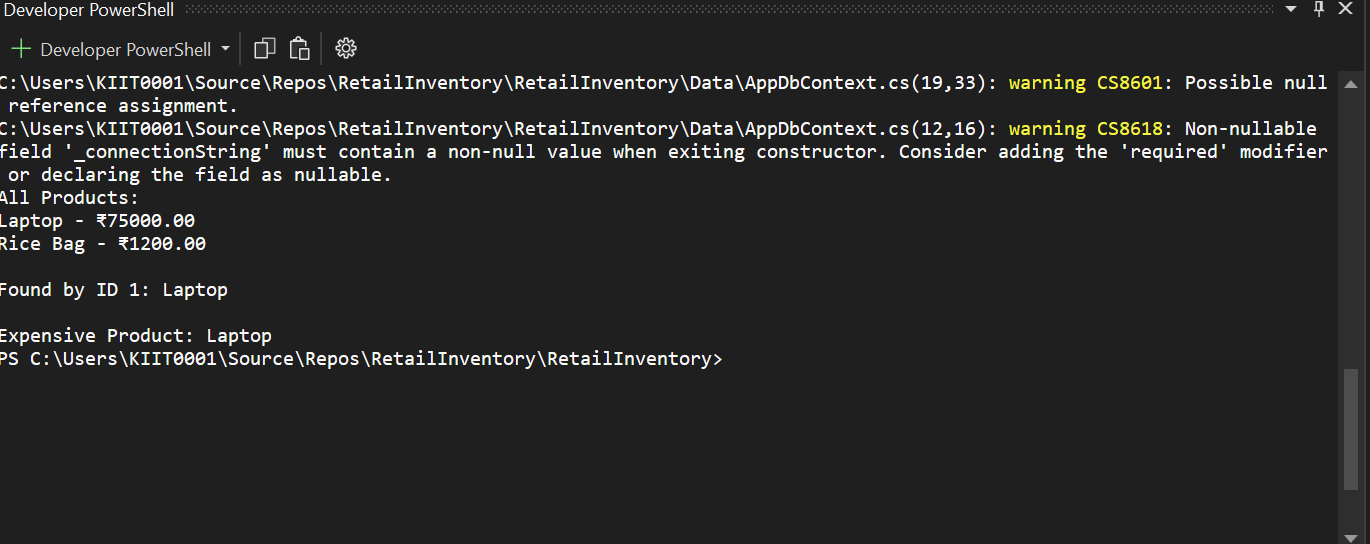 Developer PowerShell
Developer PowerShell
C:\Users\KIIT0001\Source\Repos\RetailInventory\RetailInventory\Data\AppDbContext.cs(19,33): warning CS8601: Possible null
reference assignment.
C:\Users\KIIT0001\Source\Repos\RetailInventory\RetailInventory\Data\AppDbContext.cs(12,16): warning CS8618: Non-nullable
field '_connectionString' must contain a non-null value when exiting constructor. Consider adding the 'required' modifier
or declaring the field as nullable.
All Products:
Laptop - ₹75000.00
Rice Bag - ₹1200.00
Found by ID 1: Laptop
Expensive Product: Laptop
PS C:\Users\KIIT0001\Source\Repos\RetailInventory\RetailInventory>